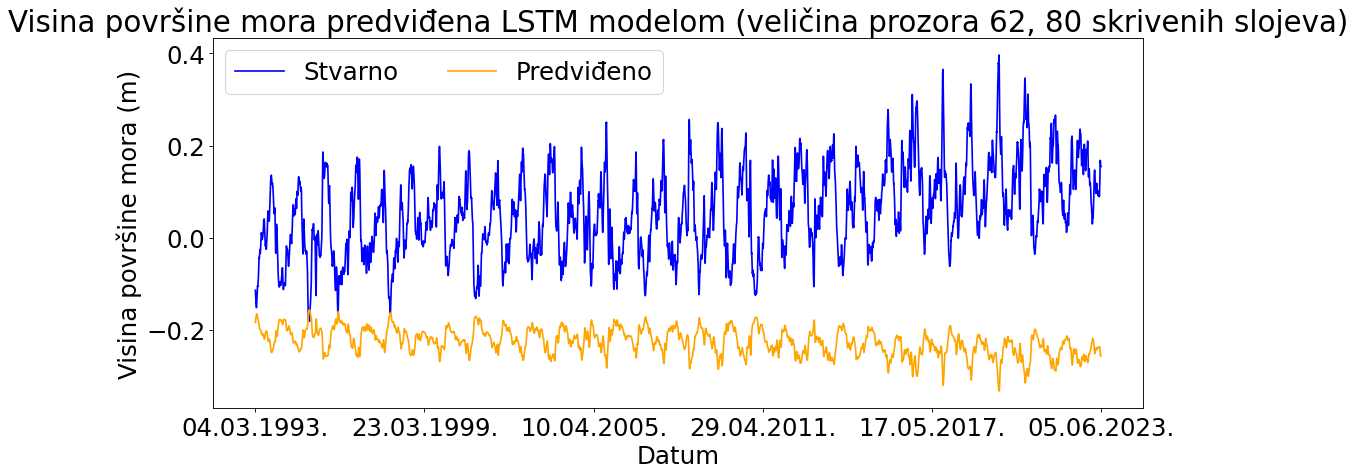 Visina površine mora predviđena LSTM modelom (veličina prozora 62, 80 skrivenih slojeva)
Stvarno Predviđeno
Visina površine mora (m)
0.4
0.2
0.0
−0.2
04.03.1993. 23.03.1999. 10.04.2005. 29.04.2011. 17.05.2017. 05.06.2023.
Datum